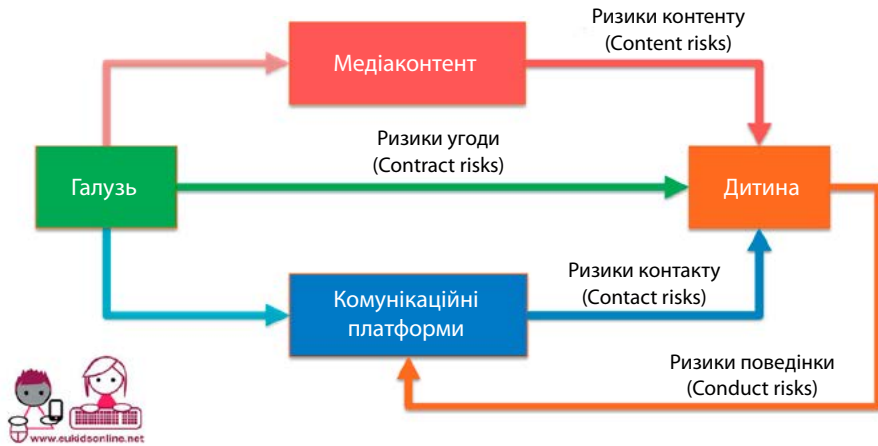 Ризики контенту
(Content risks)
Медіаконтент
Ризики угоди
(Contract risks)
Галузь
Дитина
Ризики контакту
(Contact risks)
Комунікаційні
платформи
Ризики поведінки
(Conduct risks)
www.eukidsonline.net